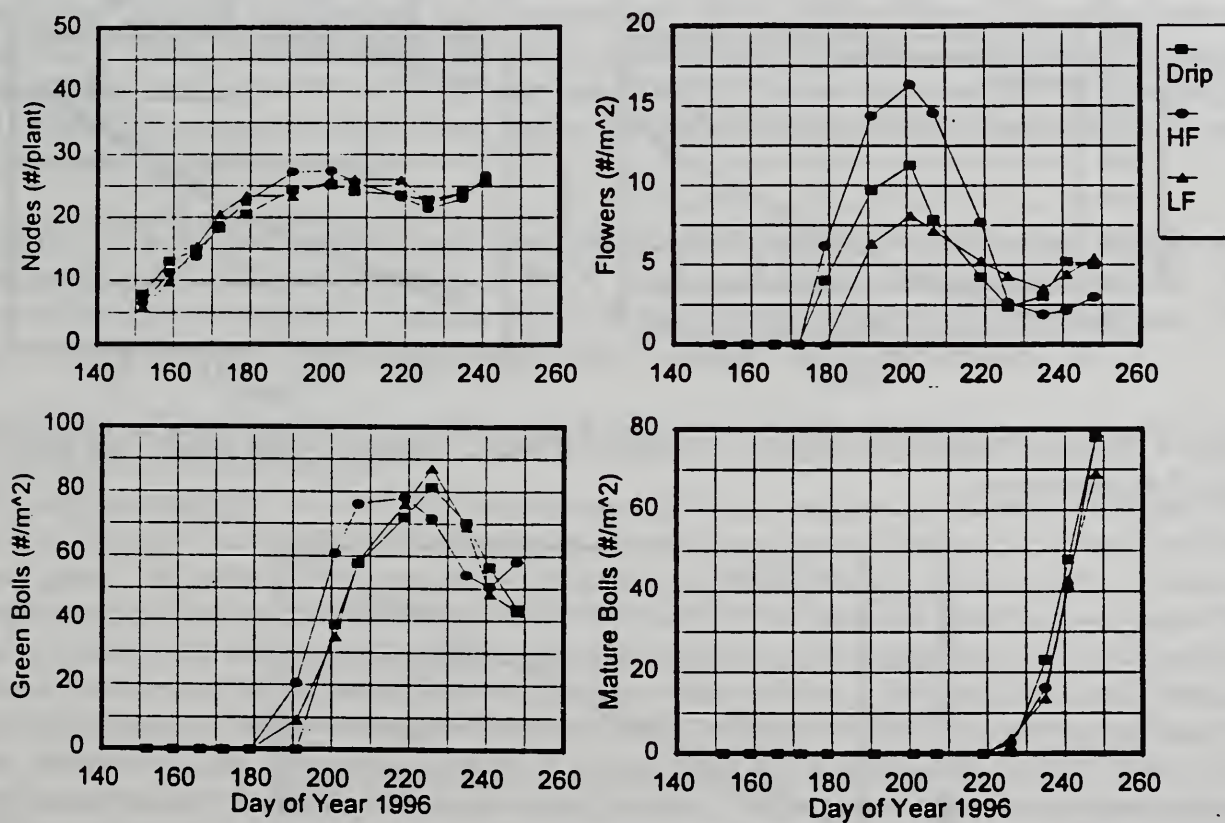 Nodes (#/plant)
50
40
30
20
10
0
140 160 180 200 220 240 260
Flowers (#/m^2)
20
15
10
5
0
140 160 180 200 220 240 260
Drip
HF
LF
Green Bolls (#/m^2)
100
80
60
40
20
0
140 160 180 200 220 240 260
Day of Year 1996
Mature Bolls (#/m^2)
80
60
40
20
0
140 160 180 200 220 240 260
Day of Year 1996